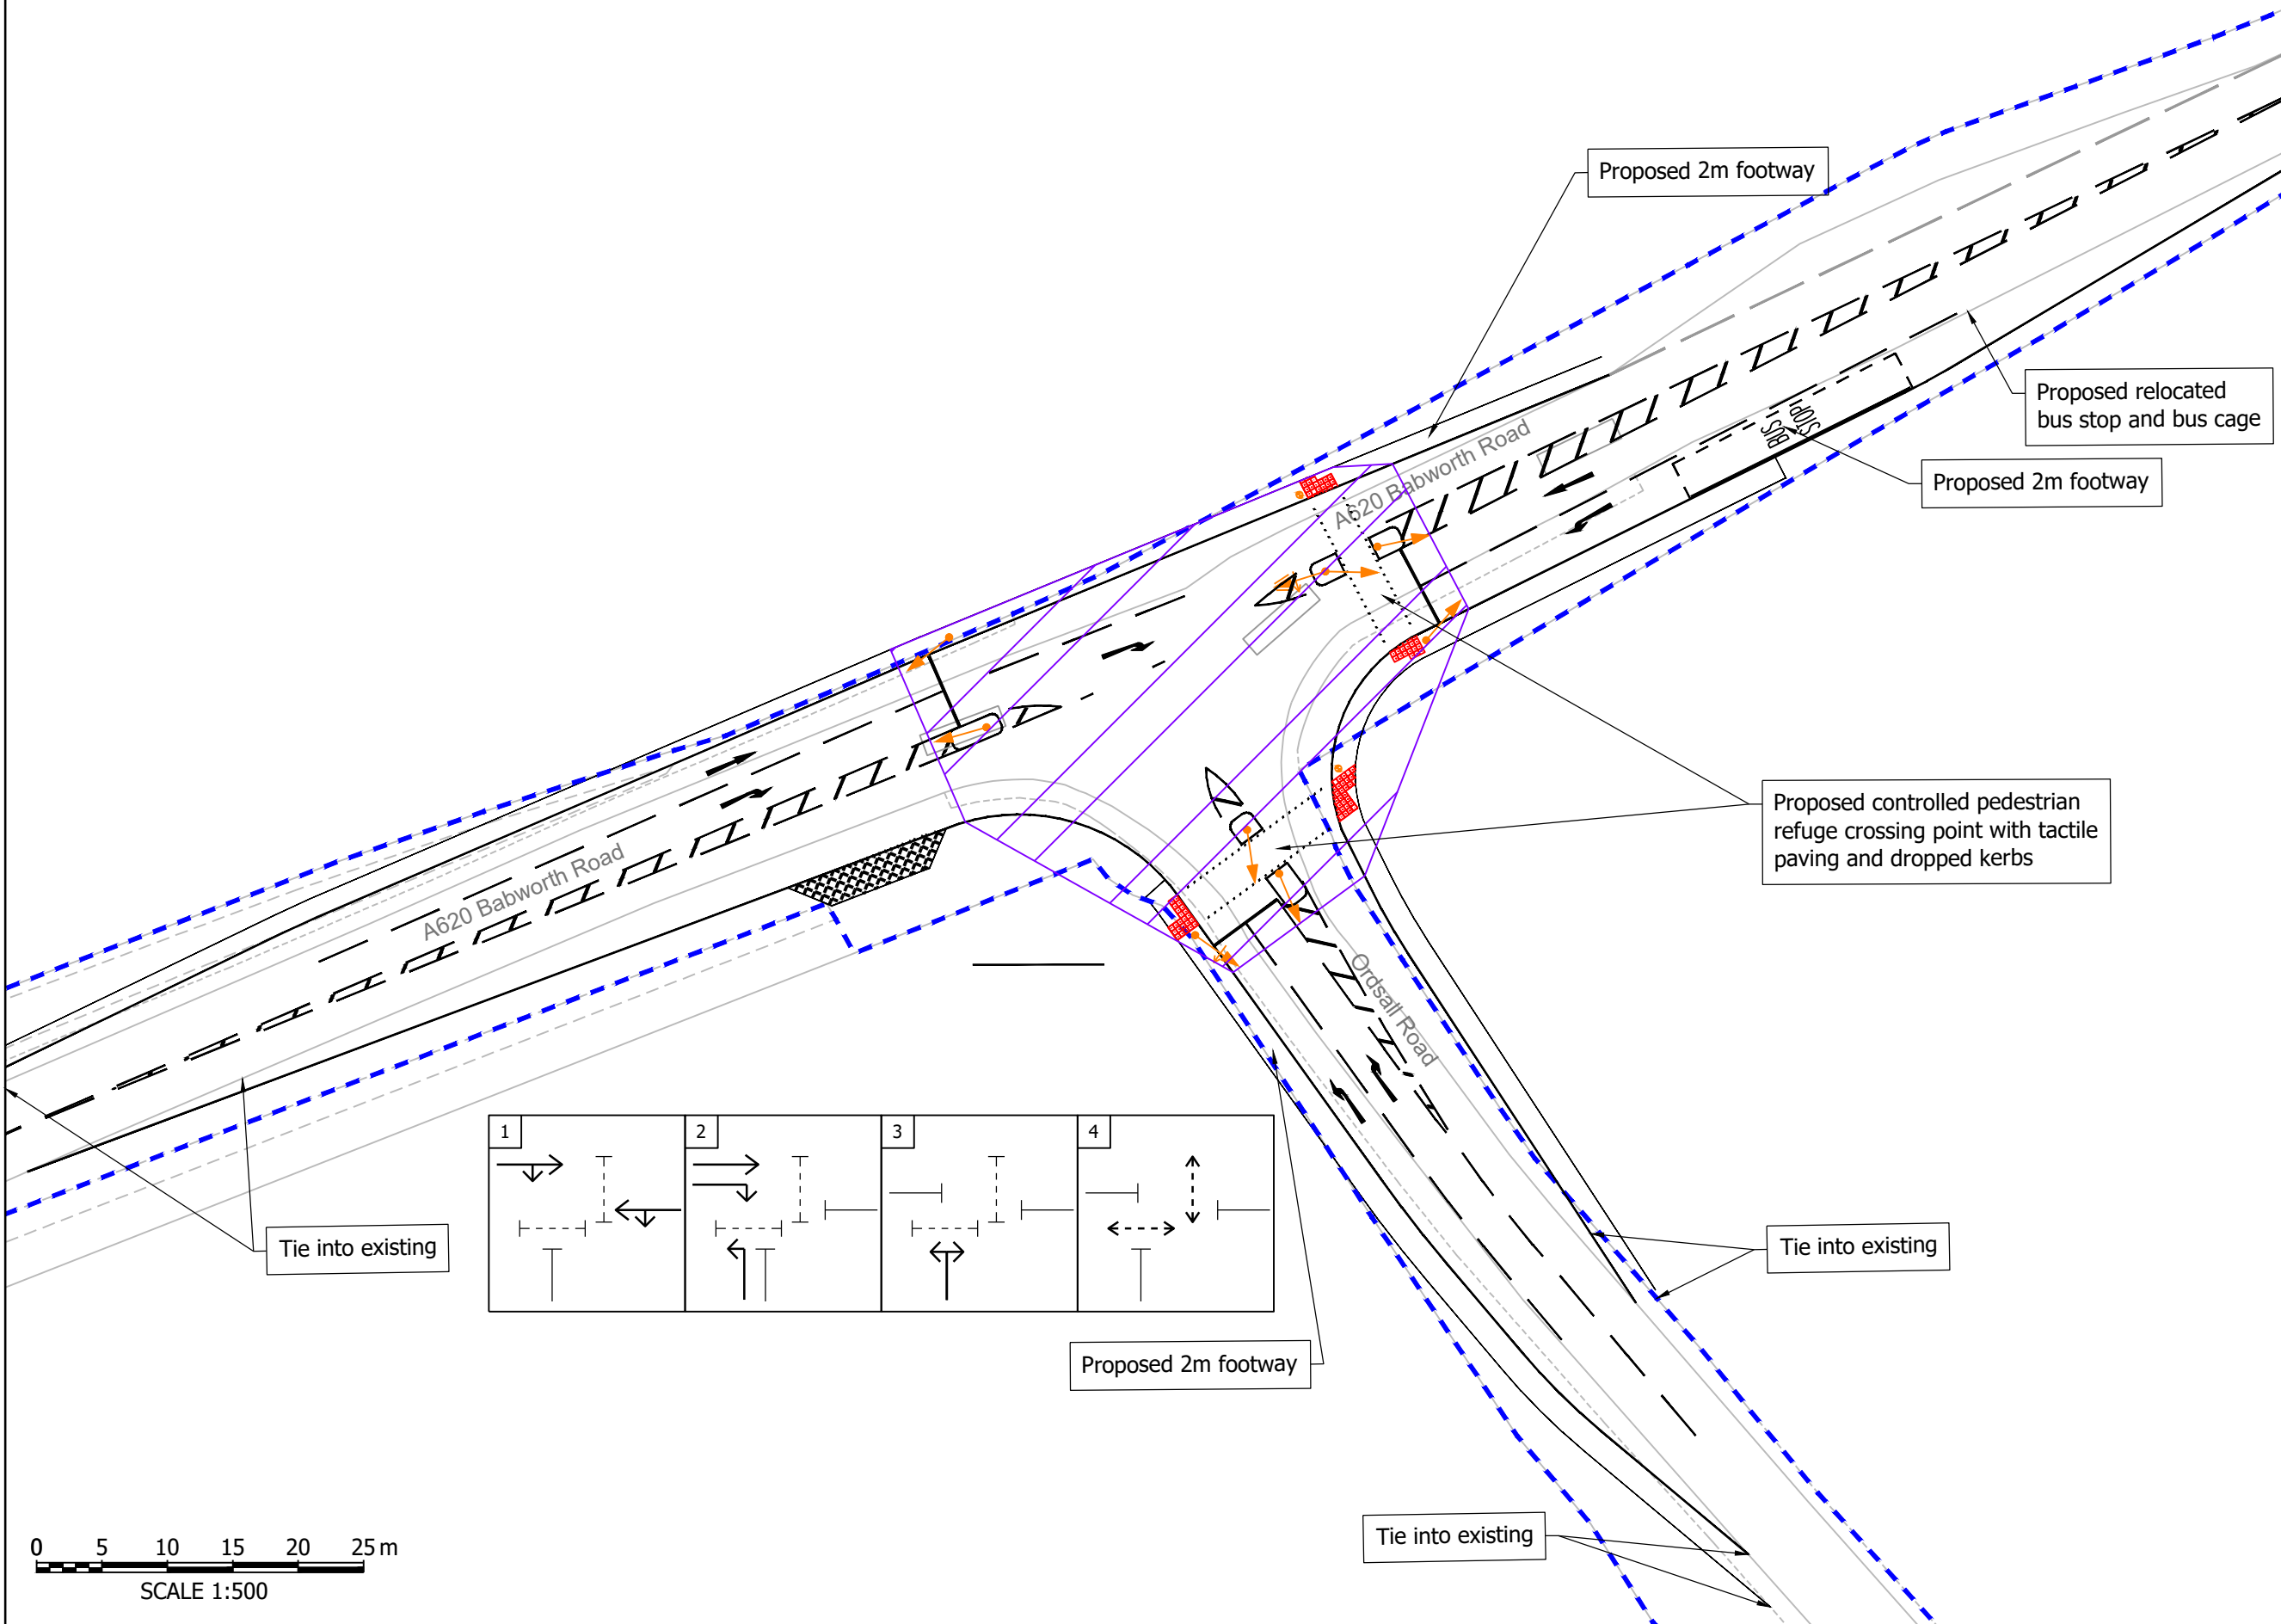 Proposed 2m footway
A620 Babworth Road
BUS
STOP
Proposed relocated
bus stop and bus cage
Proposed 2m footway
Proposed controlled pedestrian
refuge crossing point with tactile
paving and dropped kerbs
A620 Babworth Road
Ordsall Road
1
2
3
4
Tie into existing
Tie into existing
Proposed 2m footway
Tie into existing
0 5 10 15 20 25 m
SCALE 1:500